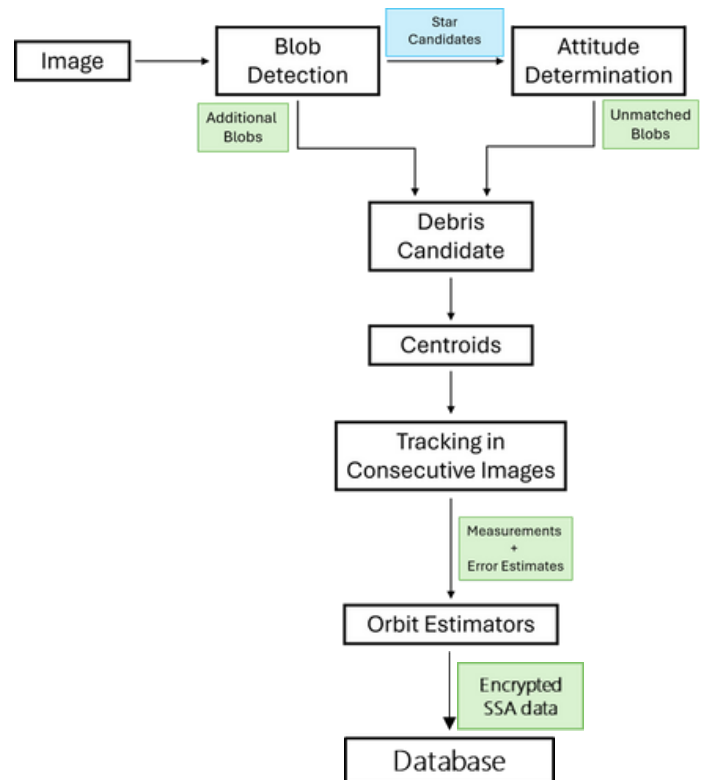 Star
Candidates
Image
Blob
Detection
Attitude
Determination
Additional
Blobs
Unmatched
Blobs
Debris
Candidate
Centroids
Tracking in
Consecutive Images
Measurements
+
Error Estimates
Orbit Estimators
Encrypted
SSA data
Database